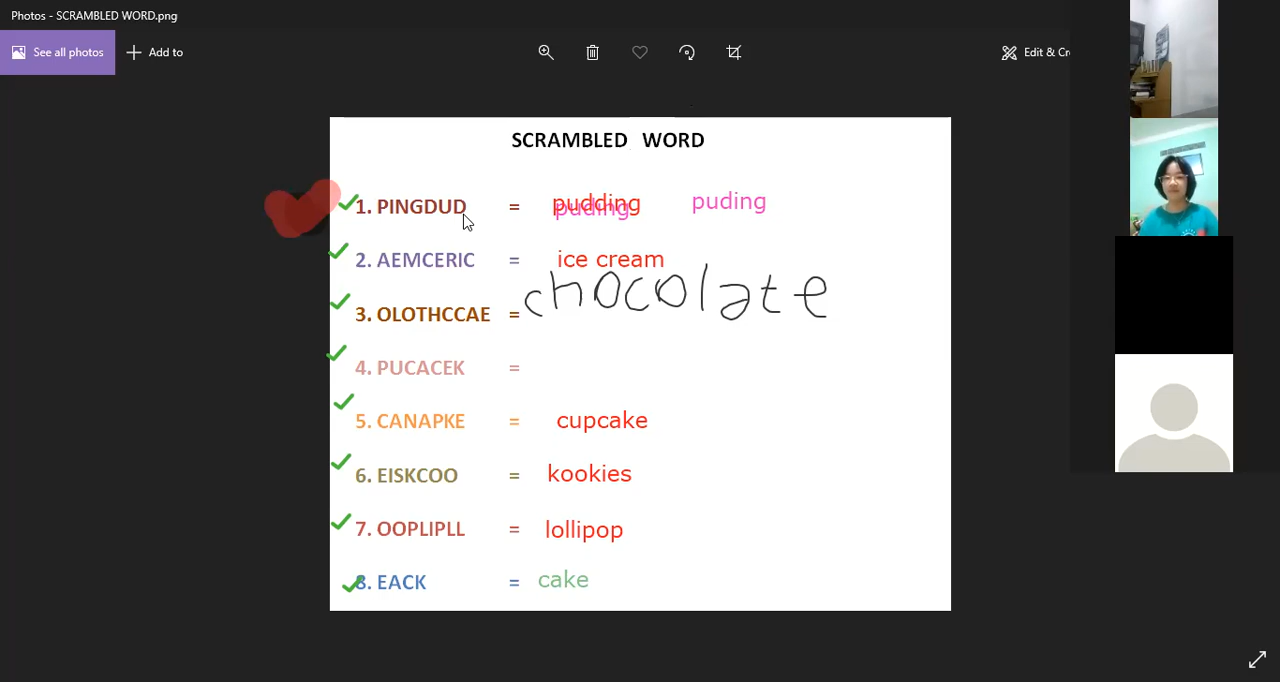 Photos - SCRAMBLED WORD.png
See all photos Add to Edit & Cr
SCRAMBLED WORD
1. PINGDUD = pudding puding puding
2. AEMCERIC = ice cream
3. OLOTHCCAE = chocolate
4. PUCACEK =
5. CANAPKE = cupcake
6. EISKCOO = kookies
7. OOPLIPLL = lollipop
8. EACK = cake